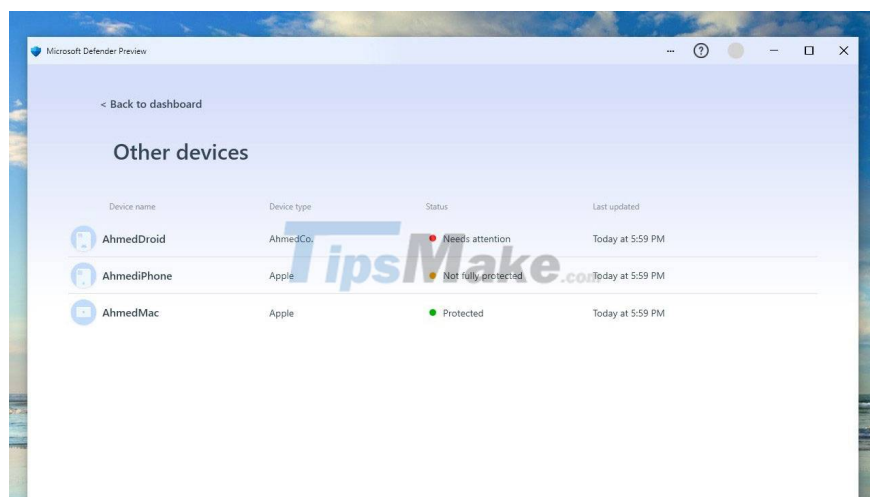 Microsoft Defender Preview
< Back to dashboard
Other devices
Device name Device type Status Last updated
AhmedDroid AhmedCo. Needs attention Today at 5:59 PM
AhmediPhone Apple Not fully protected Today at 5:59 PM
AhmedMac Apple Protected Today at 5:59 PM
TipsMake.com